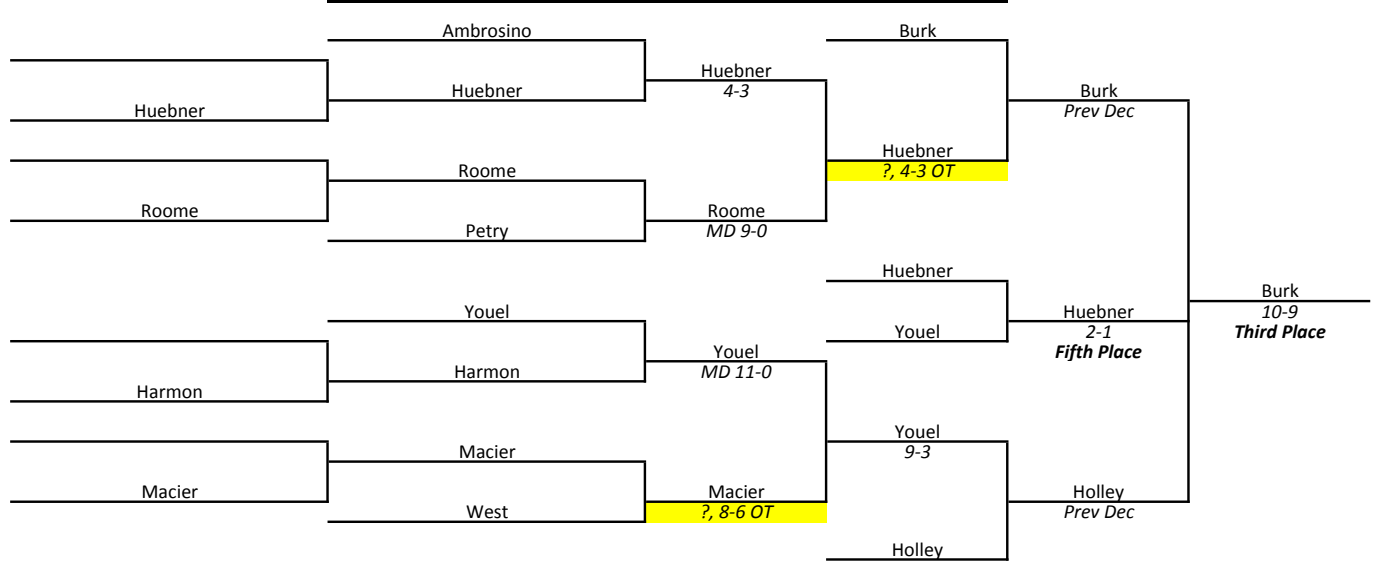 Ambrosino
Burk
Huebner
4-3
Huebner
Burk
Prev Dec
Huebner
Huebner
?, 4-3 OT
Roome
Roome
Roome
MD 9-0
Petry
Huebner
Burk
10-9
Third Place
Youel
Huebner
2-1
Fifth Place
Youel
Youel
MD 11-0
Harmon
Harmon
Youel
9-3
Macier
Macier
Macier
?, 8-6 OT
Holley
Prev Dec
West
Holley